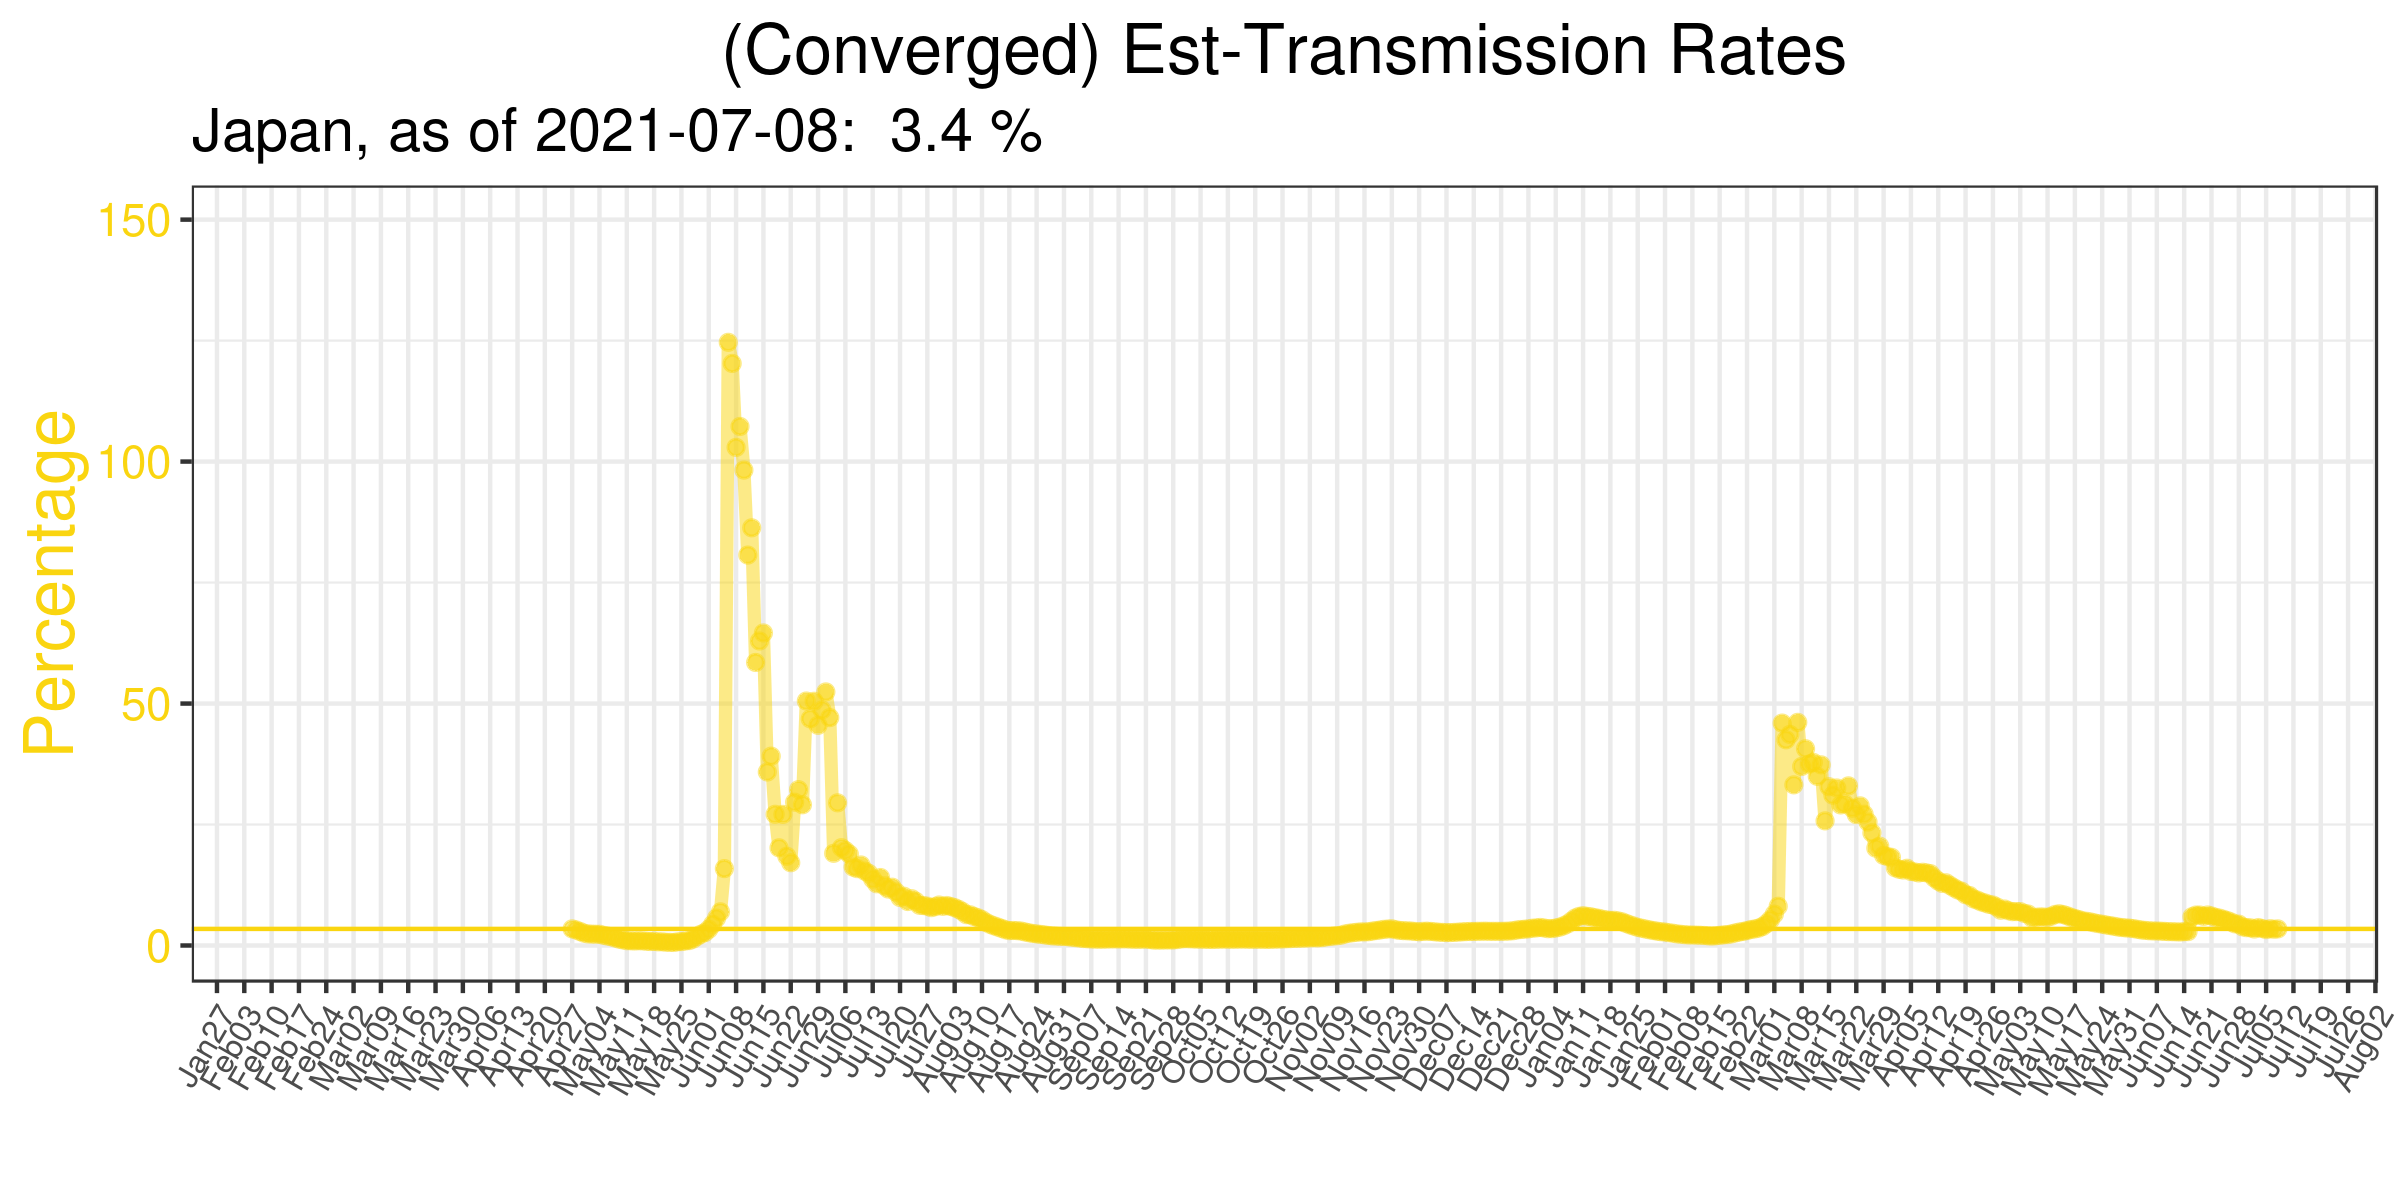 (Converged) Est-Transmission Rates
Japan, as of 2021-07-08: 3.4 %
Percentage
150
100
50
0
Jan27
Feb03
Feb10
Feb17
Feb24
Mar02
Mar09
Mar16
Mar23
Mar30
Apr06
Apr13
Apr20
Apr27
May04
May11
May18
May25
Jun01
Jun08
Jun15
Jun22
Jun29
Jul06
Jul13
Jul20
Jul27
Aug03
Aug10
Aug17
Aug24
Aug31
Sep07
Sep14
Sep21
Sep28
Oct05
Oct12
Oct19
Oct26
Nov02
Nov09
Nov16
Nov23
Nov30
Dec07
Dec14
Dec21
Dec28
Jan04
Jan11
Jan18
Jan25
Feb01
Feb08
Feb15
Feb22
Mar01
Mar08
Mar15
Mar22
Mar29
Apr05
Apr12
Apr19
Apr26
May03
May10
May17
May24
May31
Jun07
Jun14
Jun21
Jun28
Jul05
Jul12
Jul19
Jul26
Aug02